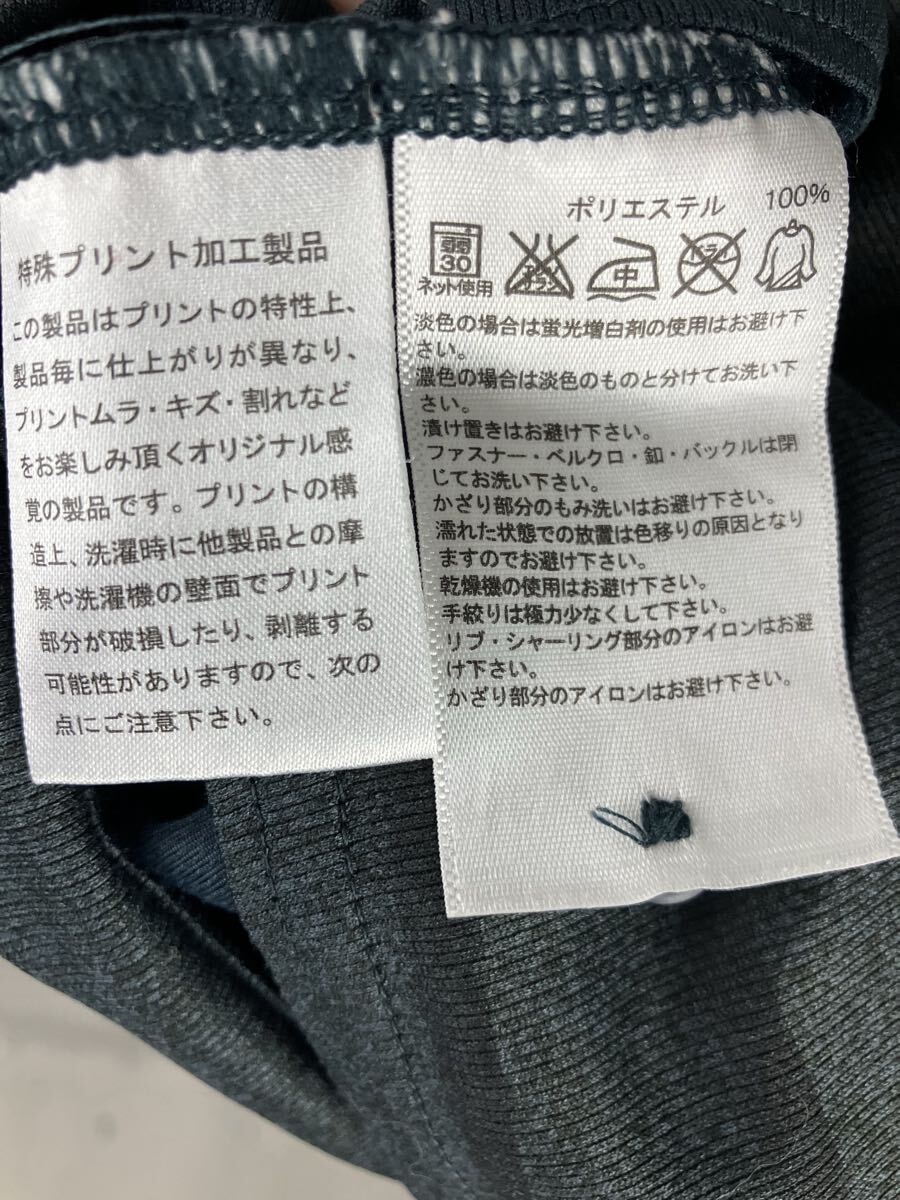 特殊プリント加工製品
この製品はプリントの特性上、
製品毎に仕上がりが異なり、
プリントムラ・キズ・割れなど
をお楽しみ頂くオリジナル感
覚の製品です。プリントの構
造上、洗濯時に他製品との摩
擦や洗濯機の壁面でプリント
部分が破損したり、剥離する
可能性がありますので、次の
点にご注意下さい。
ポリエステル 100%
弱
30
ネット使用
エンソサラシ
中
ドライ
淡色の場合は蛍光増白剤の使用はお避け下
さい。
濃色の場合は淡色のものと分けてお洗い下
さい。
漬け置きはお避け下さい。
ファスナー・ベルクロ・釦・バックルは閉
じてお洗い下さい。
かざり部分のもみ洗いはお避け下さい。
濡れた状態での放置は色移りの原因となり
ますのでお避け下さい。
乾燥機の使用はお避け下さい。
手絞りは極力少なくして下さい。
リブ・シャーリング部分のアイロンはお避
け下さい。
かざり部分のアイロンはお避け下さい。